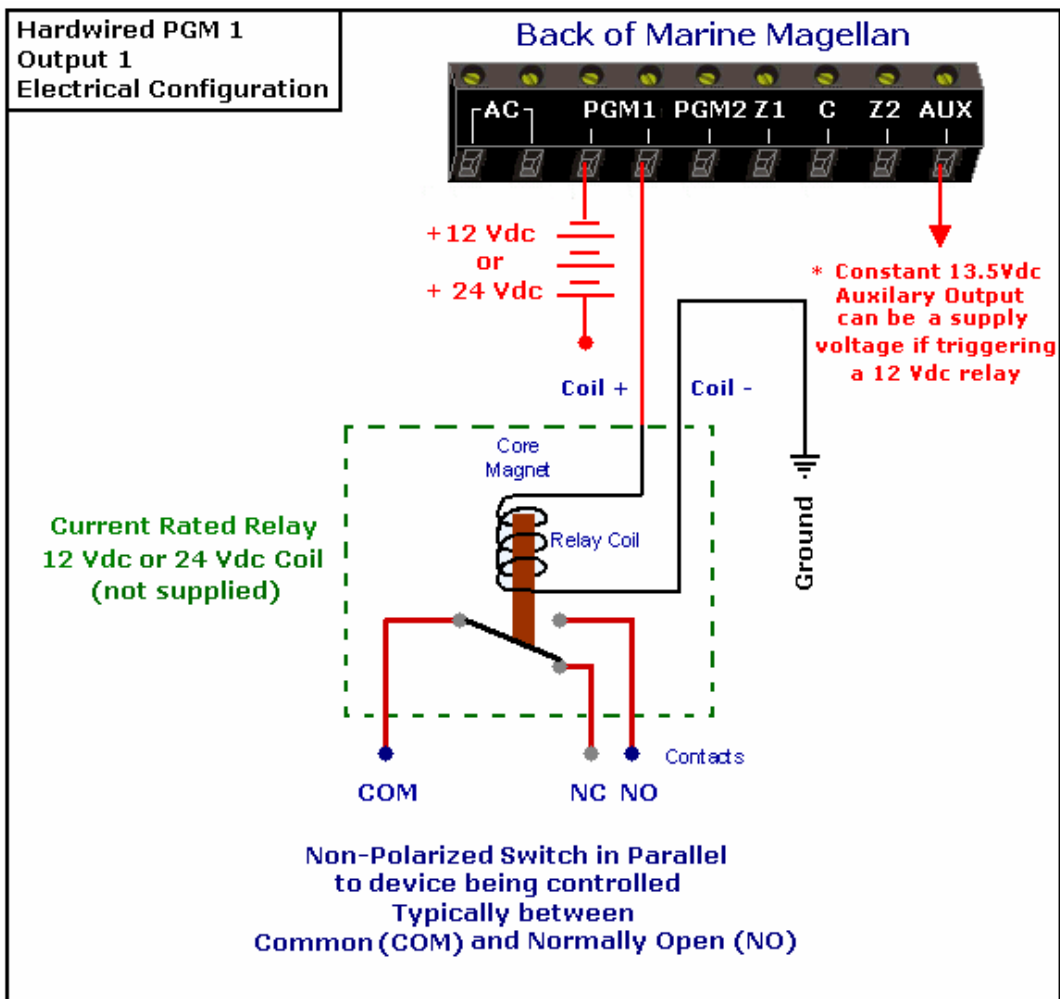 Hardwired PGM 1
Output 1
Electrical Configuration
Back of Marine Magellan
AC PGM1 PGM2 Z1 C Z2 AUX
+12 Vdc
or
+ 24 Vdc
* Constant 13.5Vdc
Auxilary Output
can be a supply
voltage if triggering
a 12 Vdc relay
Coil + Coil -
Core
Magnet
Relay Coil
Ground
Current Rated Relay
12 Vdc or 24 Vdc Coil
(not supplied)
Contacts
COM NC NO
Non-Polarized Switch in Parallel
to device being controlled
Typically between
Common (COM) and Normally Open (NO)